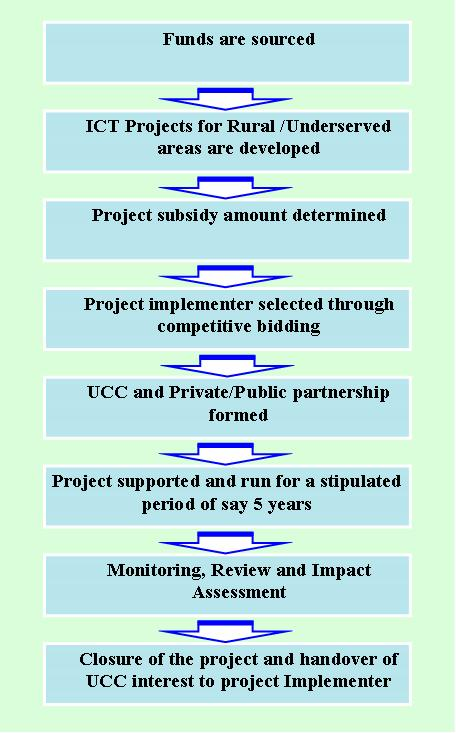 Funds are sourced
ICT Projects for Rural /Underserved
areas are developed
Project subsidy amount determined
Project implementer selected through
competitive bidding
UCC and Private/Public partnership
formed
Project supported and run for a stipulated
period of say 5 years
Monitoring, Review and Impact
Assessment
Closure of the project and handover of
UCC interest to project Implementer